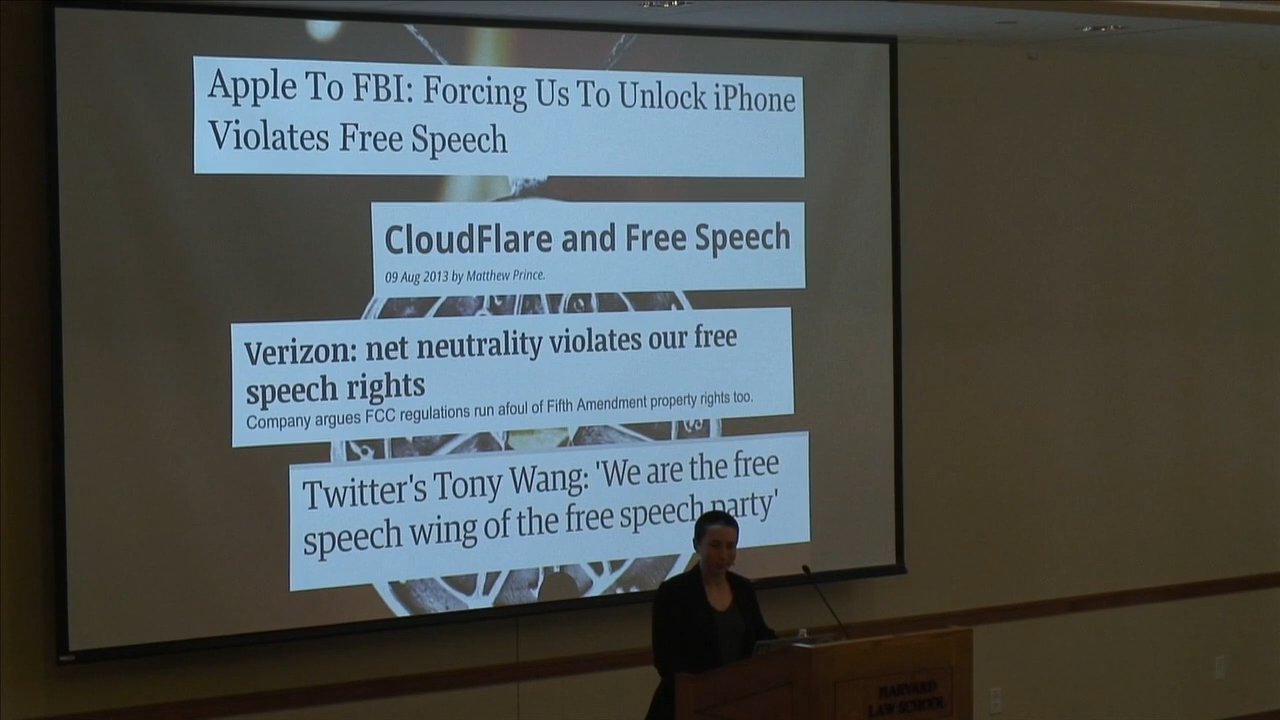 Apple To FBI: Forcing Us To Unlock iPhone
Violates Free Speech
CloudFlare and Free Speech
09 Aug 2013 by Matthew Prince.
Verizon: net neutrality violates our free
speech rights
Company argues FCC regulations run afoul of Fifth Amendment property rights too.
Twitter's Tony Wang: 'We are the free
speech wing of the free speech party'
HARVARD
LAW SCHOOL